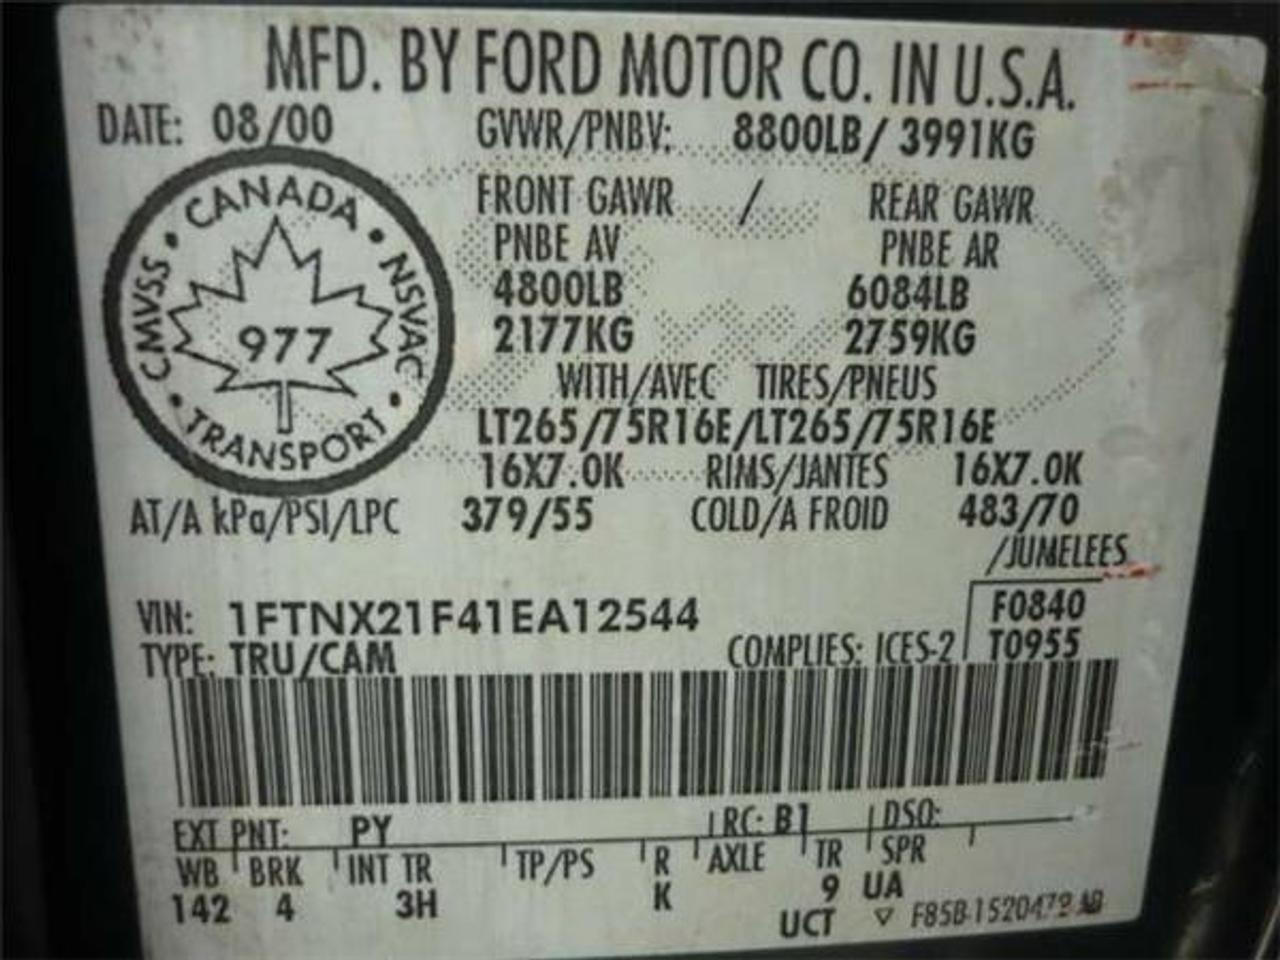 MFD. BY FORD MOTOR CO. IN U.S.A.
DATE: 08/00 GVWR/PNBV: 8800LB/ 3991KG
CANADA
CMVSS
NSVAC
977
TRANSPORT
FRONT GAWR / REAR GAWR
PNBE AV PNBE AR
4800LB 6084LB
2177KG 2759KG
WITH/AVEC TIRES/PNEUS
LT265/75R16E/LT265/75R16E
16X7.0K RIMS/JANTES 16X7.0K
AT/A kPa/PSI/LPC 379/55 COLD/A FROID 483/70
/JUMELEES
VIN: 1FTNX21F41EA12544 F0840
TYPE: TRU/CAM COMPLIES: ICES-2 T0955
EXT PNT: PY RC: B1 DSO:
WB BRK INT TR TP/PS R AXLE TR SPR
142 4 3H K 9 UA
UCT F85B-1520472-AB